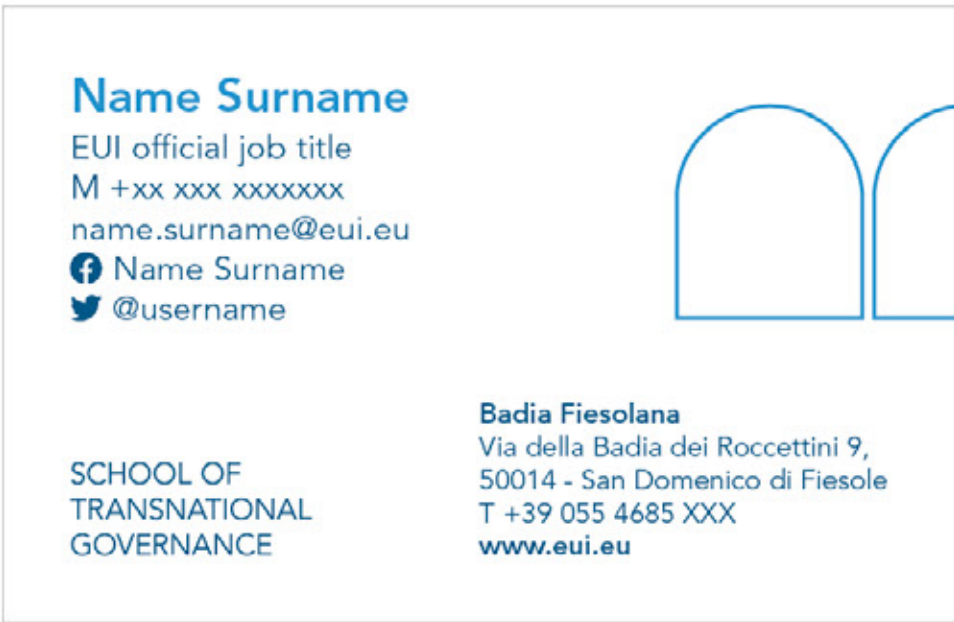 Name Surname
EUI official job title
M +xx xxx xxxxxxx
name.surname@eui.eu
Name Surname
@username
SCHOOL OF
TRANSNATIONAL
GOVERNANCE
Badia Fiesolana
Via della Badia dei Roccettini 9,
50014 - San Domenico di Fiesole
T +39 055 4685 XXX
www.eui.eu